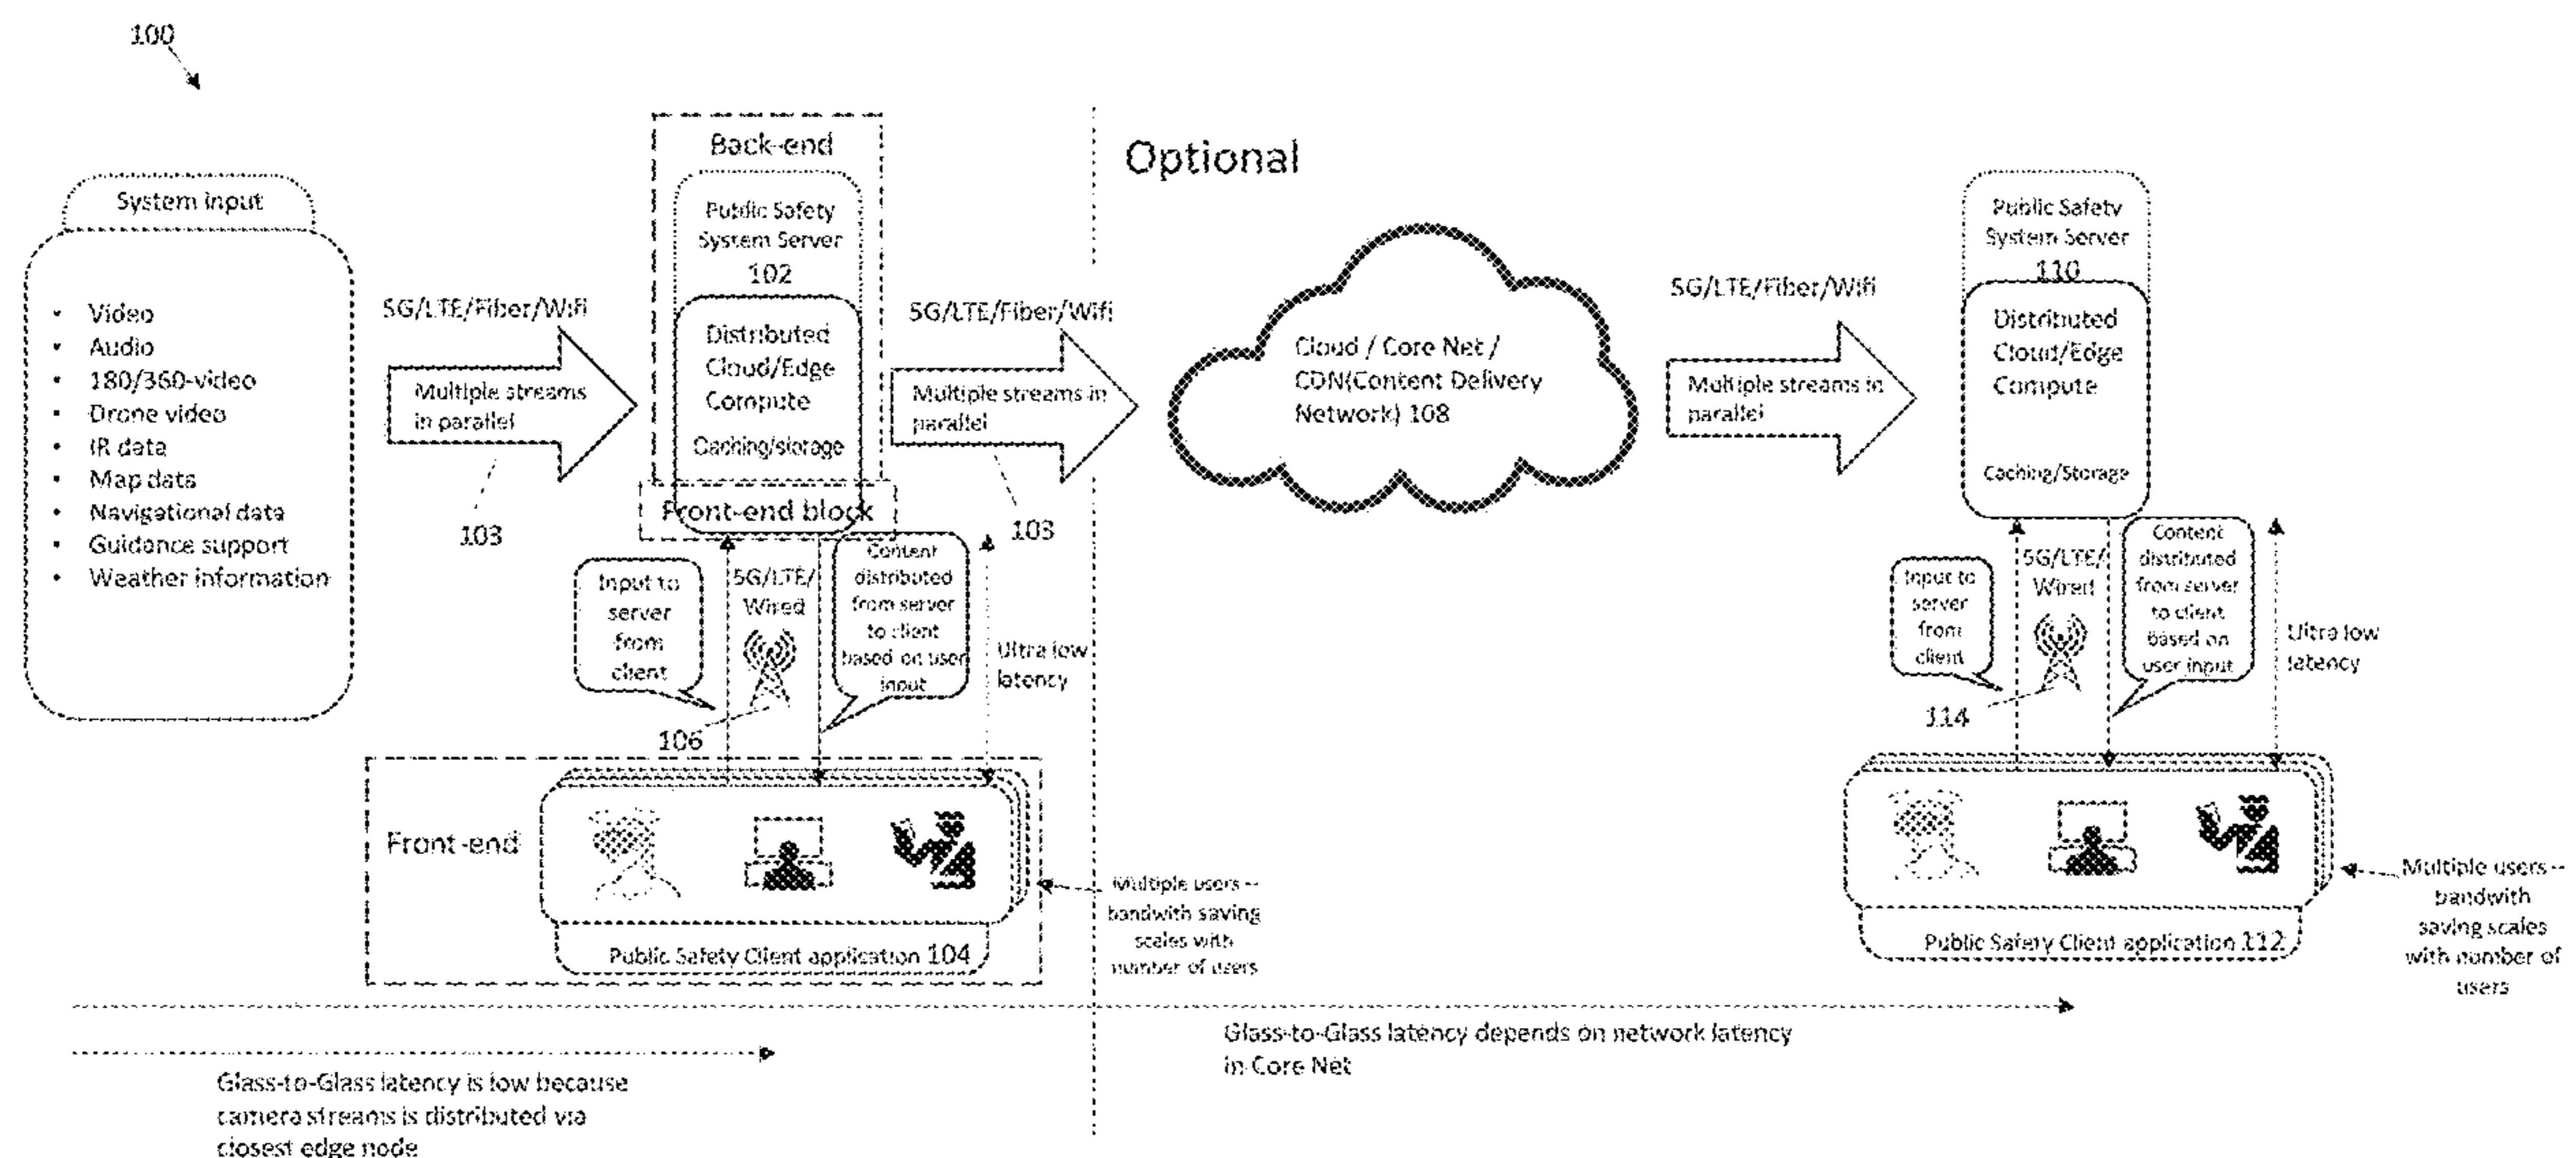 100
System input
• Video
• Audio
• 180/360-video
• Drone video
• IR data
• Map data
• Navigational data
• Guidance support
• Weather information
5G/LTE/Fiber/Wifi
Multiple streams
in parallel
103
Back-end
Public Safety
System Server
102
Distributed
Cloud/Edge
Compute
Caching/storage
Front-end block
5G/LTE/Fiber/Wifi
Multiple streams in
parallel
103
Input to
server
from
client
5G/LTE/
Wired
106
Content
distributed
from server
to client
based on user
input
Ultra low
latency
Front-end
Public Safety Client application 104
Multiple users --
bandwith saving
scales with
number of users
Optional
Cloud / Core Net /
CDN(Content Delivery
Network) 108
5G/LTE/Fiber/Wifi
Multiple streams in
parallel
Public Safety
System Server
110
Distributed
Cloud/Edge
Compute
Caching/Storage
Input to
server
from
client
5G/LTE/
Wired
114
Content
distributed
from server
to client
based on
user input
Ultra low
latency
Public Safety Client application 112
Multiple users --
bandwith
saving scales
with number of
users
Glass-to-Glass latency depends on network latency
in Core Net
Glass-to-Glass latency is low because
camera streams is distributed via
closest edge node